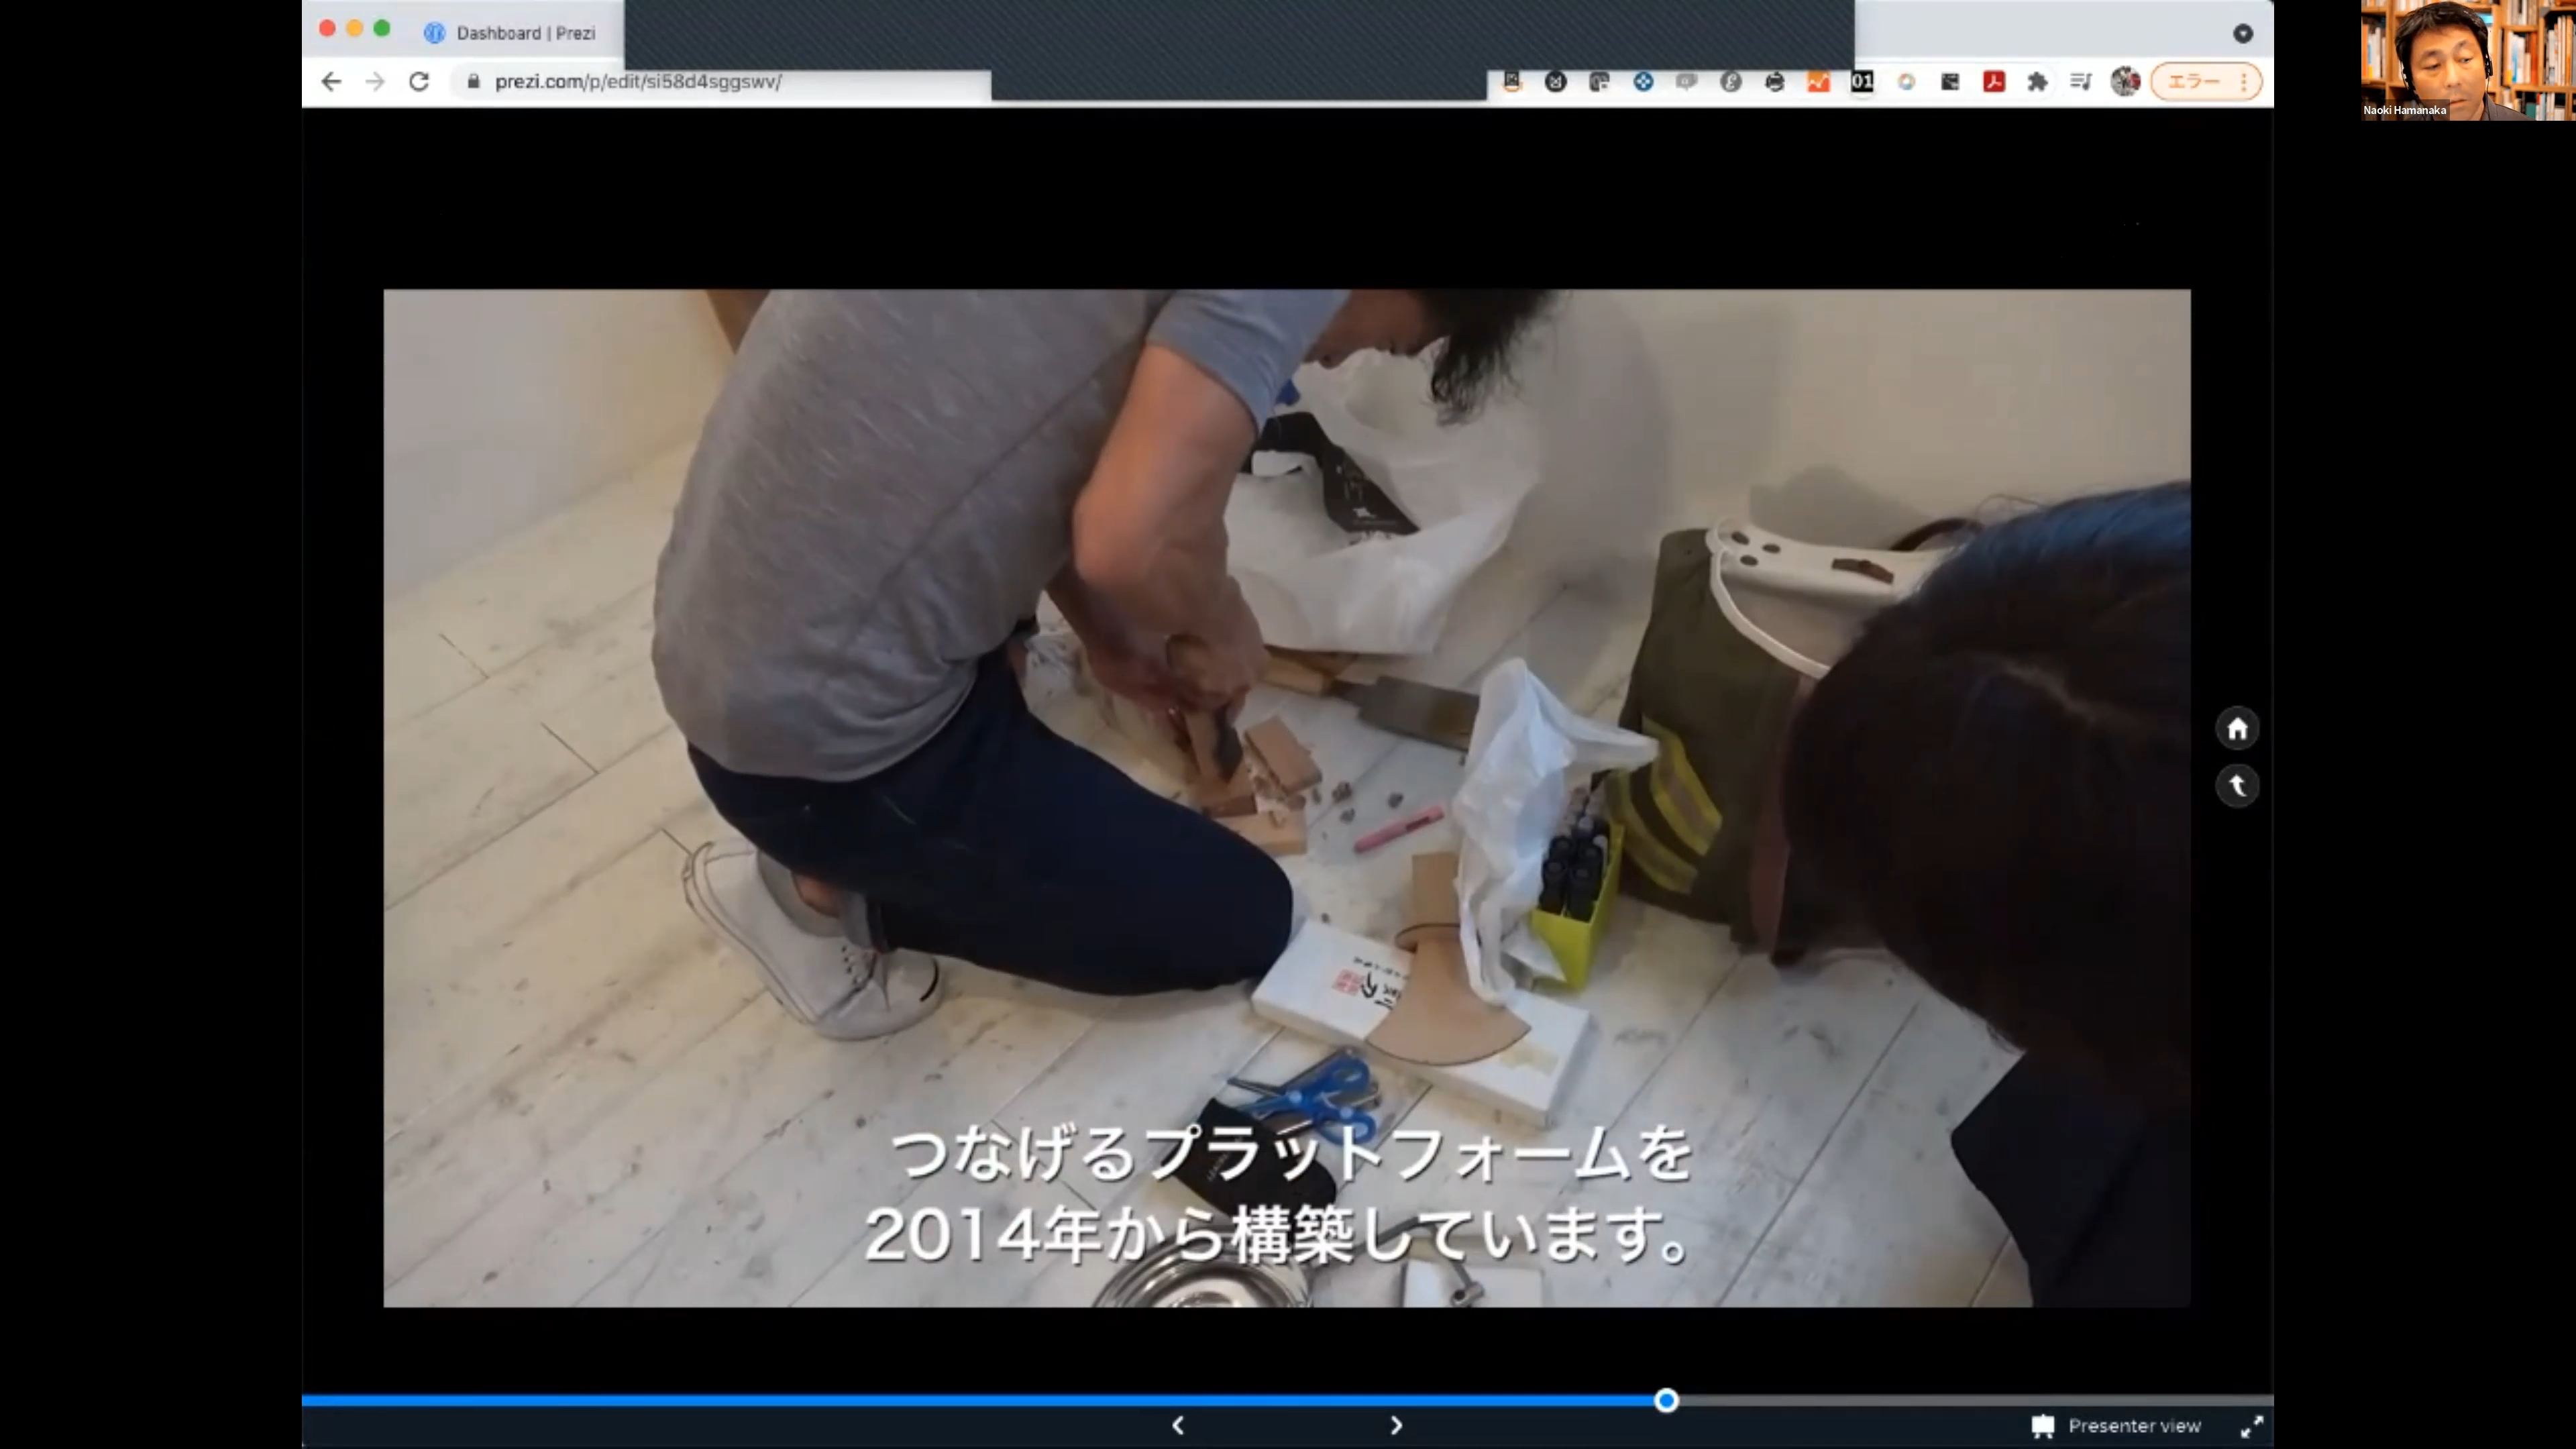 Dashboard | Prezi
prezi.com/p/edit/si58d4sggswv/
01
エラー
Naoki Hamanaka
つなげるプラットフォームを
2014年から構築しています。
Presenter view